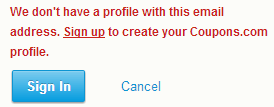 We don't have a profile with this email
address. Sign up to create your Coupons.com
profile.
Sign In Cancel